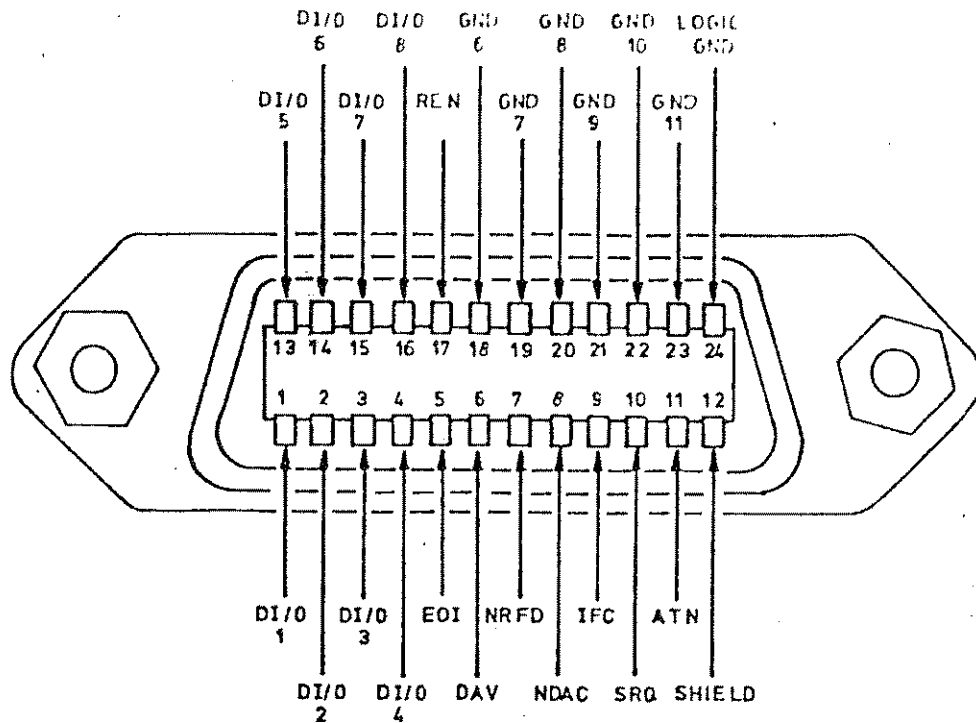 DI/O DI/O GND GND GND LOGIC
6 8 6 8 10 GND
DI/O DI/O REN GND GND GND
5 7 7 9 11
13 14 15 16 17 18 19 20 21 22 23 24
1 2 3 4 5 6 7 8 9 10 11 12
DI/O DI/O EOI NRFD IFC ATN
1 3
DI/O DI/O DAV NDAC SRQ SHIELD
2 4